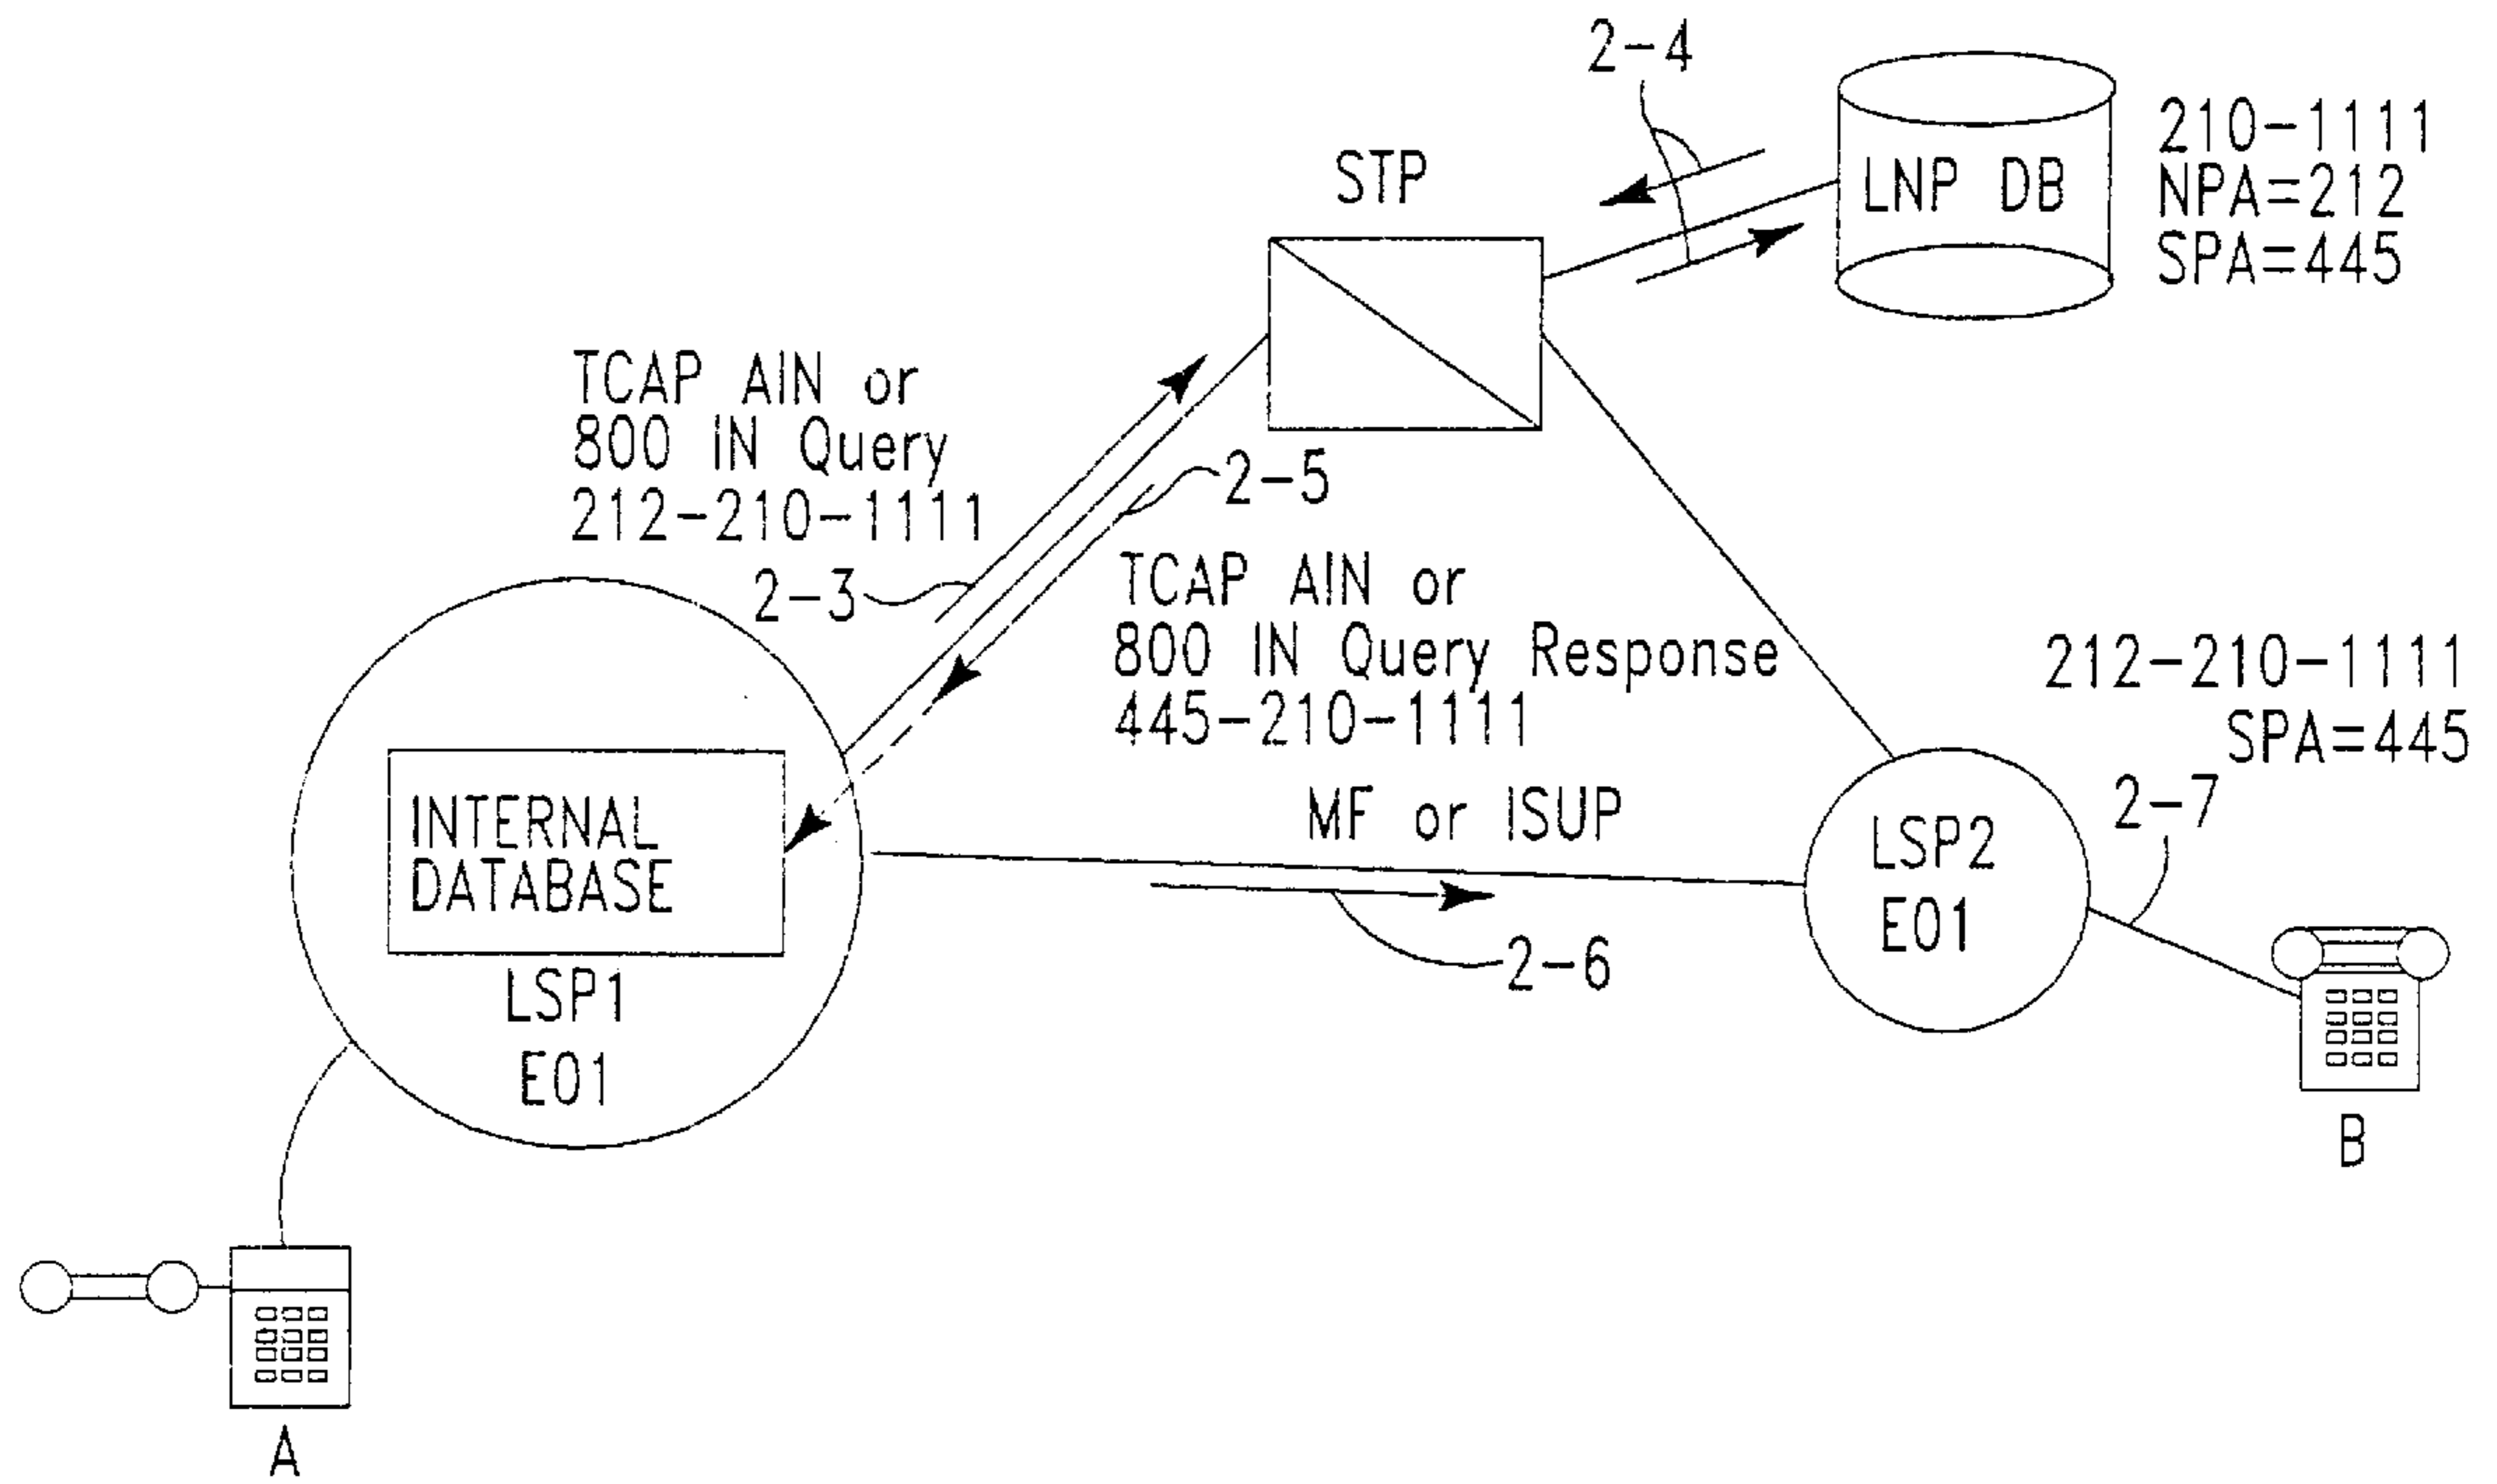 2-4
STP
LNP DB
210-1111
NPA=212
SPA=445
TCAP AIN or
800 IN Query
212-210-1111
2-5
2-3
TCAP AIN or
800 IN Query Response
445-210-1111
212-210-1111
SPA=445
2-7
MF or ISUP
INTERNAL
DATABASE
LSP1
EO1
LSP2
EO1
2-6
B
A